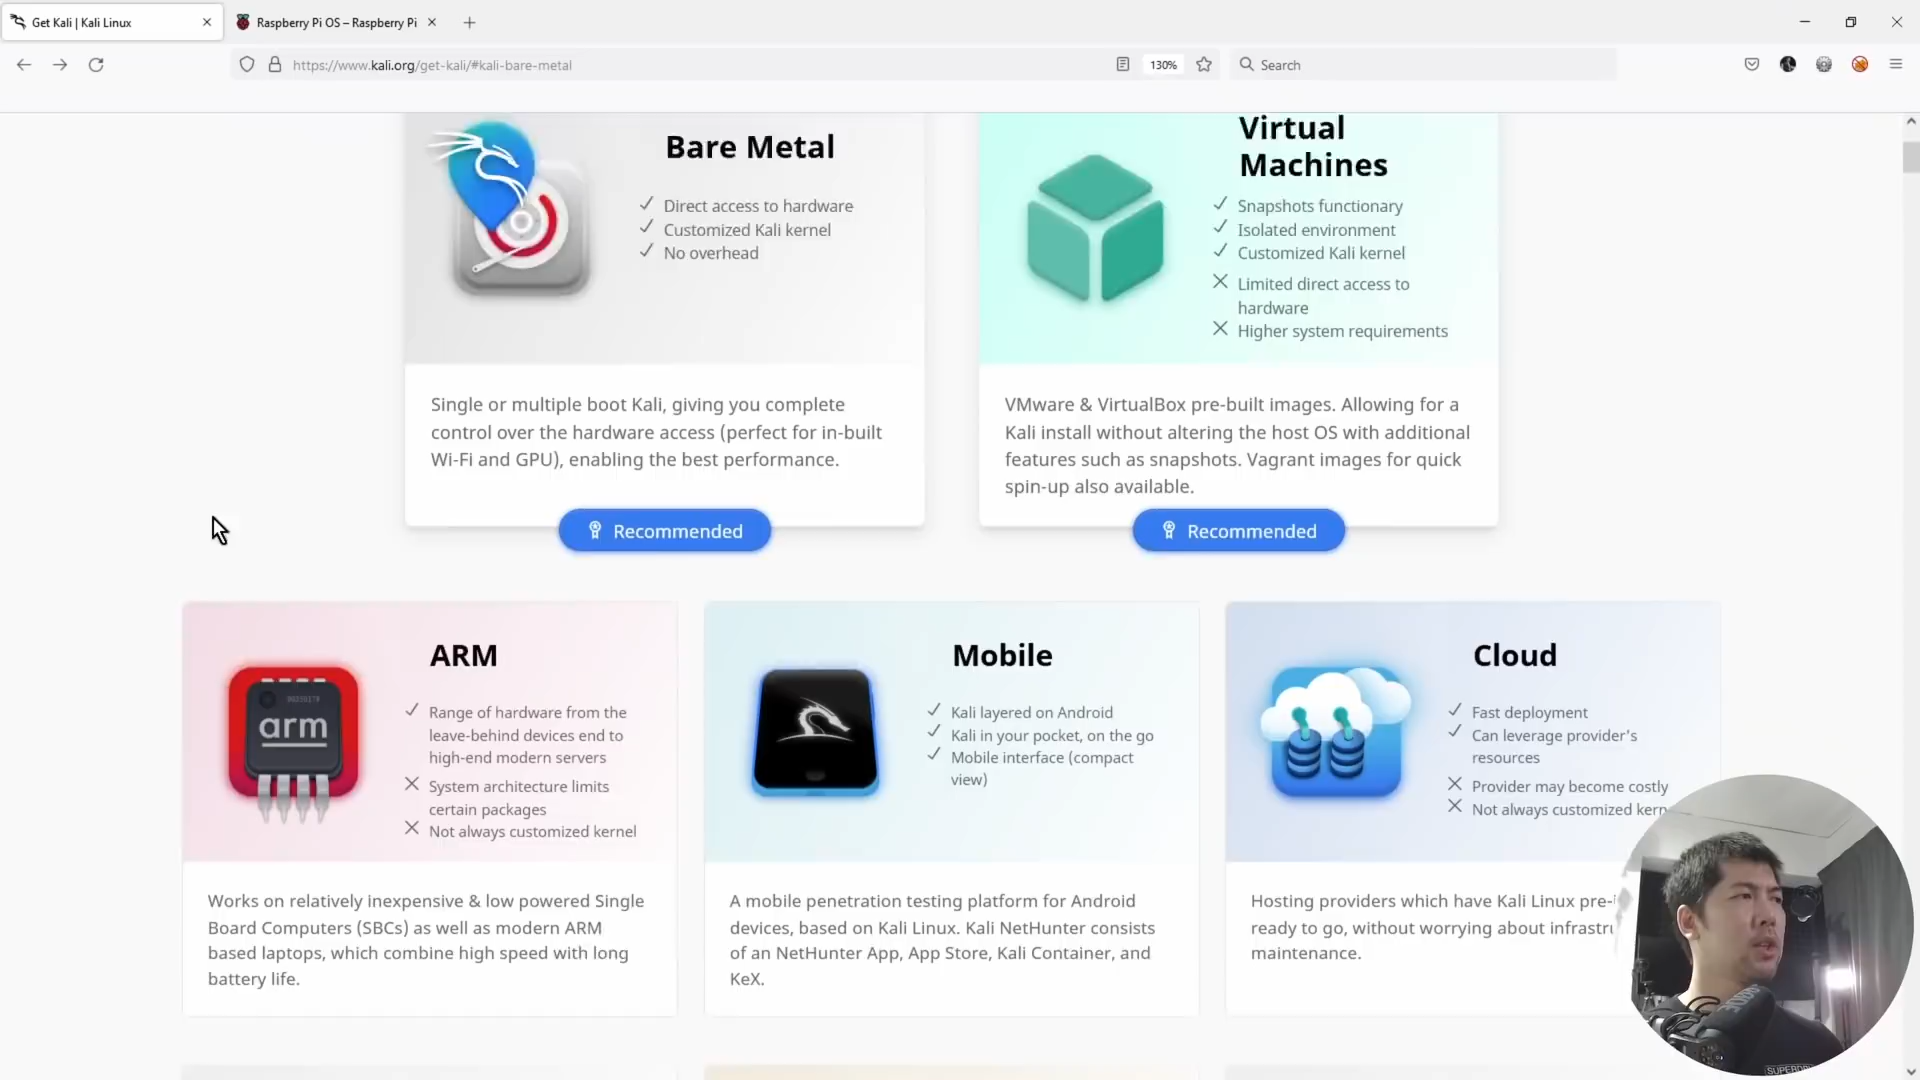 Get Kali | Kali Linux
Raspberry Pi OS – Raspberry Pi
https://www.kali.org/get-kali/#kali-bare-metal
130%
Search
Bare Metal
Direct access to hardware
Customized Kali kernel
No overhead
Single or multiple boot Kali, giving you complete
control over the hardware access (perfect for in-built
Wi-Fi and GPU), enabling the best performance.
Recommended
Virtual
Machines
Snapshots functionary
Isolated environment
Customized Kali kernel
Limited direct access to
hardware
Higher system requirements
VMware & VirtualBox pre-built images. Allowing for a
Kali install without altering the host OS with additional
features such as snapshots. Vagrant images for quick
spin-up also available.
Recommended
arm
ARM
Range of hardware from the
leave-behind devices end to
high-end modern servers
System architecture limits
certain packages
Not always customized kernel
Works on relatively inexpensive & low powered Single
Board Computers (SBCs) as well as modern ARM
based laptops, which combine high speed with long
battery life.
Mobile
Kali layered on Android
Kali in your pocket, on the go
Mobile interface (compact
view)
A mobile penetration testing platform for Android
devices, based on Kali Linux. Kali NetHunter consists
of an NetHunter App, App Store, Kali Container, and
KeX.
Cloud
Fast deployment
Can leverage provider's
resources
Provider may become costly
Not always customized kern
Hosting providers which have Kali Linux pre-
ready to go, without worrying about infrastru
maintenance.